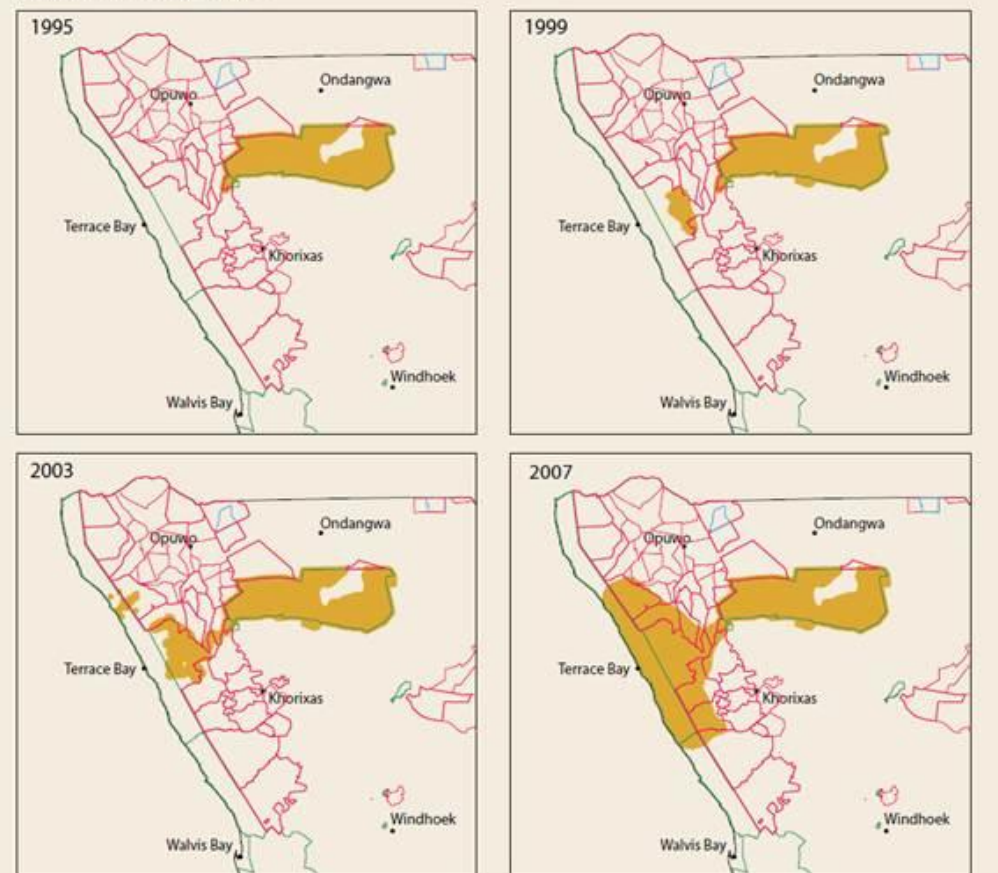 1995
Ondangwa
Opuwo
Terrace Bay
Khorixas
Windhoek
Walvis Bay
1999
Ondangwa
Opuwo
Terrace Bay
Khorixas
Windhoek
Walvis Bay
2003
Ondangwa
Opuwo
Terrace Bay
Khorixas
Windhoek
Walvis Bay
2007
Ondangwa
Opuwo
Terrace Bay
Khorixas
Windhoek
Walvis Bay